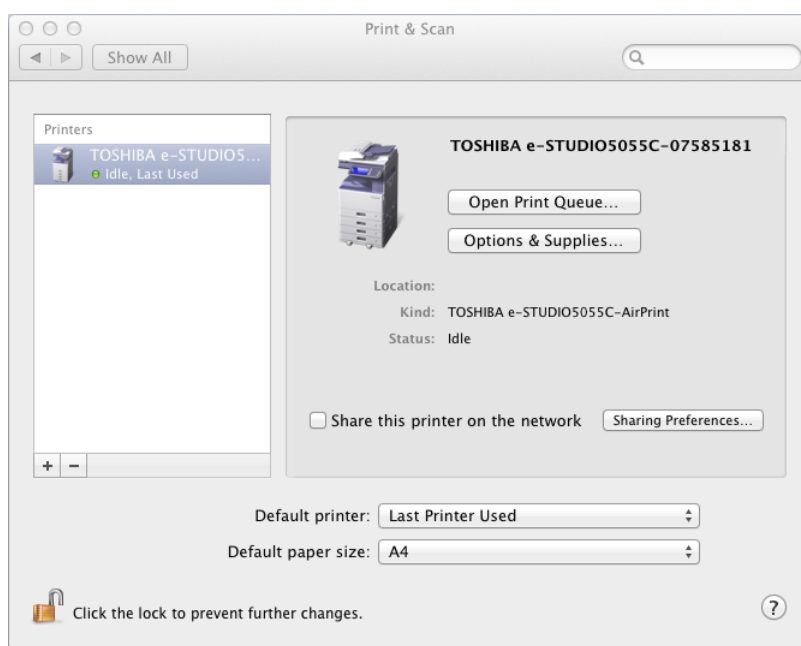 Print & Scan
Show All
Printers
TOSHIBA e-STUDIO5...
Idle, Last Used
TOSHIBA e-STUDIO5055C-07585181
Open Print Queue...
Options & Supplies...
Location:
Kind: TOSHIBA e-STUDIO5055C-AirPrint
Status: Idle
Share this printer on the network
Sharing Preferences...
+ −
Default printer: Last Printer Used
Default paper size: A4
Click the lock to prevent further changes.
?